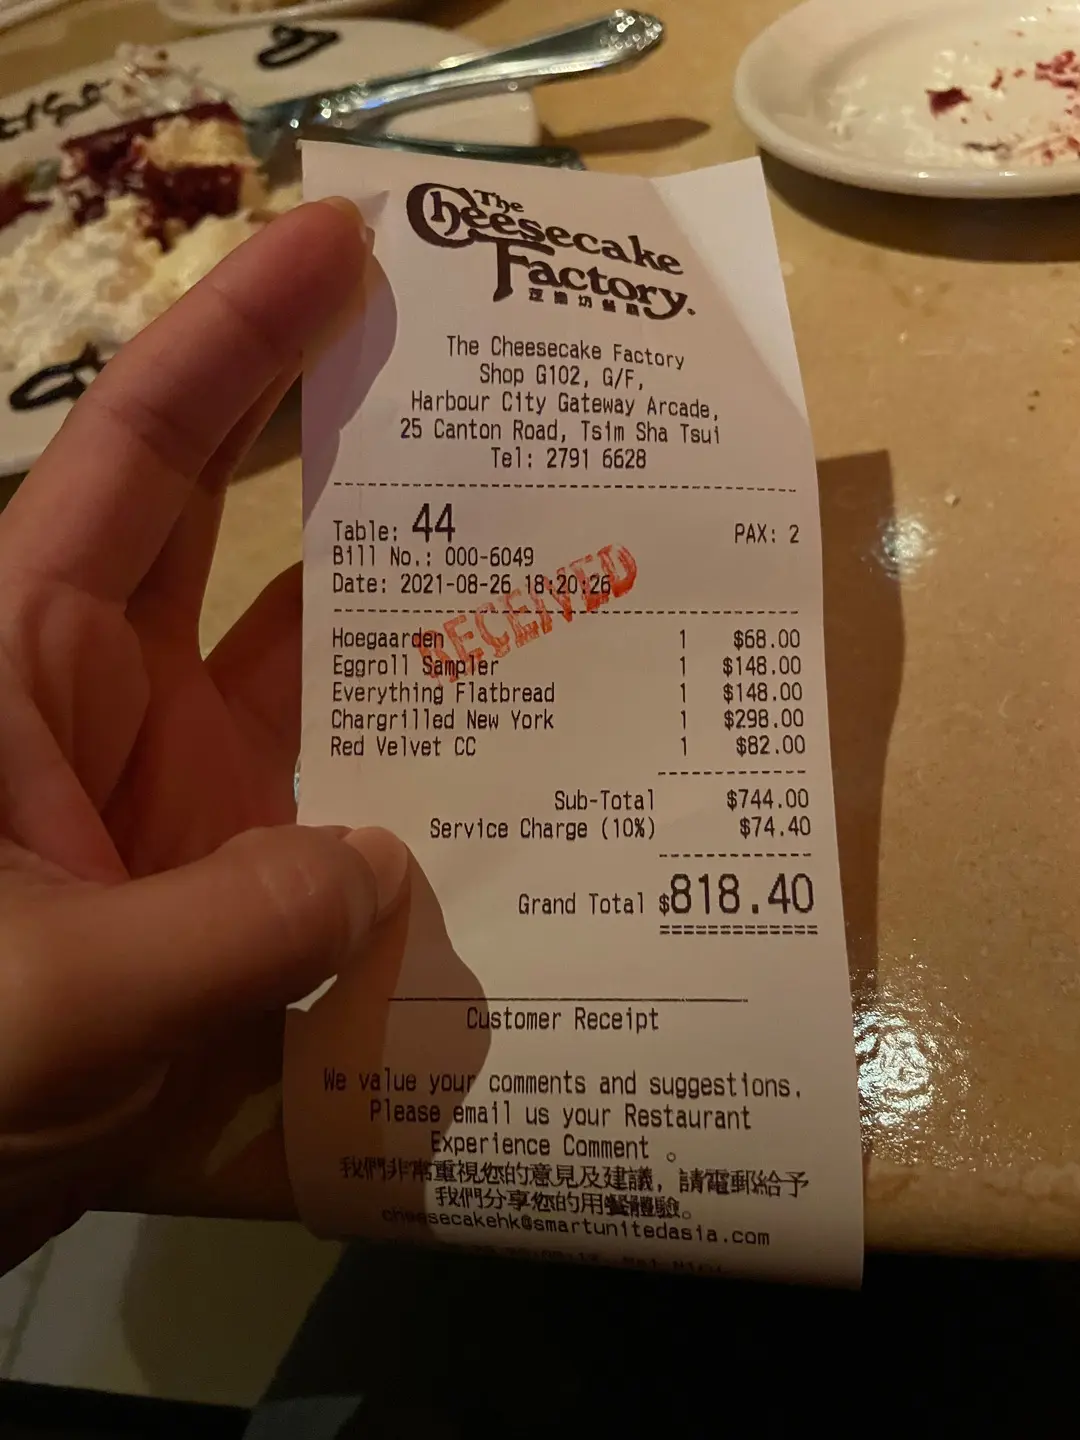 The
Cheesecake
Factory
The Cheesecake Factory
Shop G102, G/F,
Harbour City Gateway Arcade,
25 Canton Road, Tsim Sha Tsui
Tel: 2791 6628
Table: 44 PAX: 2
Bill No.: 000-6049
Date: 2021-08-26 18:20:26
RECEIVED
Hoegaarden 1 $68.00
Eggroll Sampler 1 $148.00
Everything Flatbread 1 $148.00
Chargrilled New York 1 $298.00
Red Velvet CC 1 $82.00
Sub-Total $744.00
Service Charge (10%) $74.40
Grand Total $818.40
Customer Receipt
We value your comments and suggestions.
Please email us your Restaurant
Experience Comment 。
我們非常重視您的意見及建議, 請電郵給予
我們分享您的用餐體驗。
cheesecakehk@smartunitedasia.com